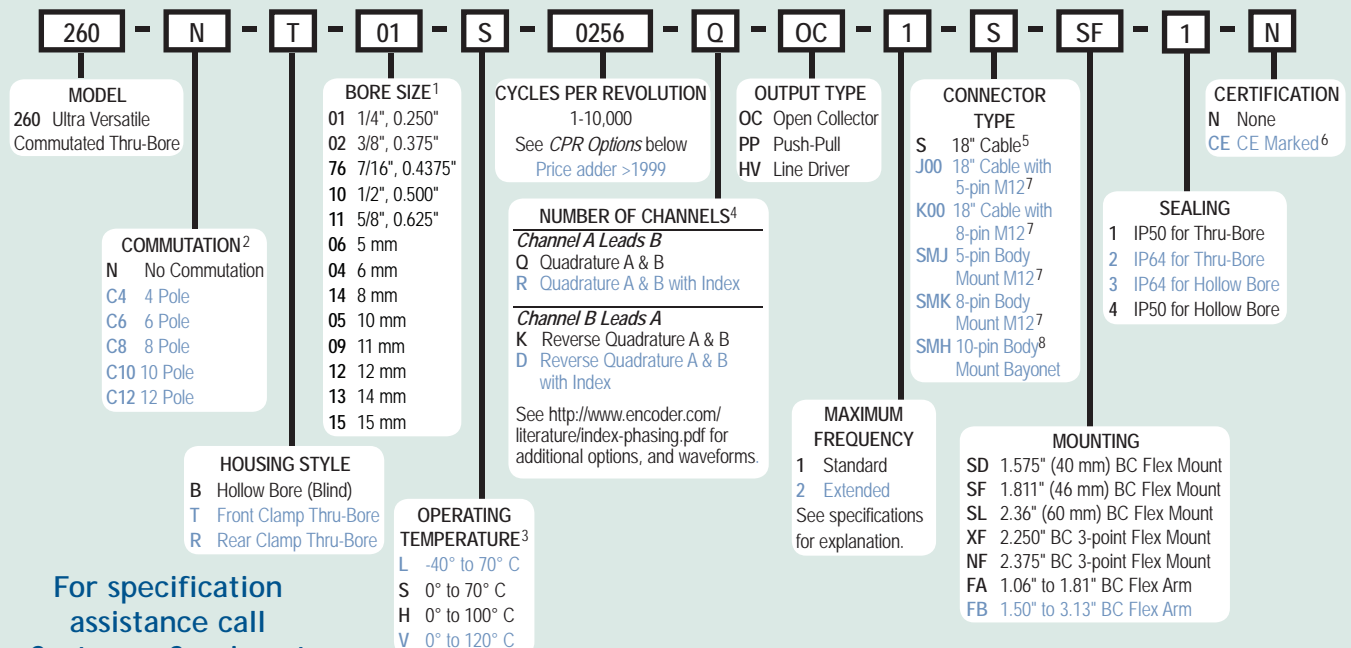 260 - N - T - 01 - S - 0256 - Q - OC - 1 - S - SF - 1 - N
MODEL
260 Ultra Versatile
Commutated Thru-Bore
COMMUTATION2
N No Commutation
C4 4 Pole
C6 6 Pole
C8 8 Pole
C10 10 Pole
C12 12 Pole
HOUSING STYLE
B Hollow Bore (Blind)
T Front Clamp Thru-Bore
R Rear Clamp Thru-Bore
BORE SIZE1
01 1/4", 0.250"
02 3/8", 0.375"
76 7/16", 0.4375"
10 1/2", 0.500"
11 5/8", 0.625"
06 5 mm
04 6 mm
14 8 mm
05 10 mm
09 11 mm
12 12 mm
13 14 mm
15 15 mm
OPERATING
TEMPERATURE3
L -40° to 70° C
S 0° to 70° C
H 0° to 100° C
V 0° to 120° C
CYCLES PER REVOLUTION
1-10,000
See CPR Options below
Price adder >1999
NUMBER OF CHANNELS4
Channel A Leads B
Q Quadrature A & B
R Quadrature A & B with Index
Channel B Leads A
K Reverse Quadrature A & B
D Reverse Quadrature A & B
with Index
See http://www.encoder.com/
literature/index-phasing.pdf for
additional options, and waveforms.
OUTPUT TYPE
OC Open Collector
PP Push-Pull
HV Line Driver
MAXIMUM
FREQUENCY
1 Standard
2 Extended
See specifications
for explanation.
CONNECTOR
TYPE
S 18" Cable5
J00 18" Cable with
5-pin M127
K00 18" Cable with
8-pin M127
SMJ 5-pin Body
Mount M127
SMK 8-pin Body
Mount M127
SMH 10-pin Body8
Mount Bayonet
MOUNTING
SD 1.575" (40 mm) BC Flex Mount
SF 1.811" (46 mm) BC Flex Mount
SL 2.36" (60 mm) BC Flex Mount
XF 2.250" BC 3-point Flex Mount
NF 2.375" BC 3-point Flex Mount
FA 1.06" to 1.81" BC Flex Arm
FB 1.50" to 3.13" BC Flex Arm
SEALING
1 IP50 for Thru-Bore
2 IP64 for Thru-Bore
3 IP64 for Hollow Bore
4 IP50 for Hollow Bore
CERTIFICATION
N None
CE CE Marked6
For specification
assistance call